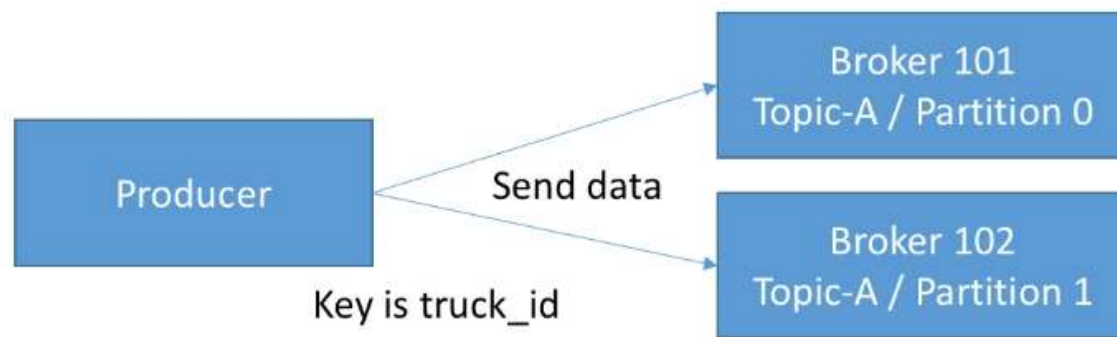 Producer
Send data
Key is truck_id
Broker 101
Topic-A / Partition 0
Broker 102
Topic-A / Partition 1